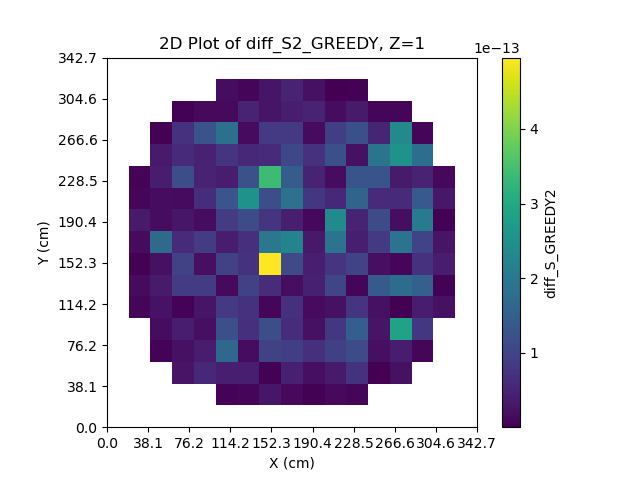 2D Plot of diff_S2_GREEDY, Z=1
1e−13
342.7
304.6
266.6
228.5
190.4
152.3
114.2
76.2
38.1
0.0
Y (cm)
0.0 38.1 76.2 114.2 152.3 190.4 228.5 266.6 304.6 342.7
X (cm)
4
3
2
1
diff_S_GREEDY2